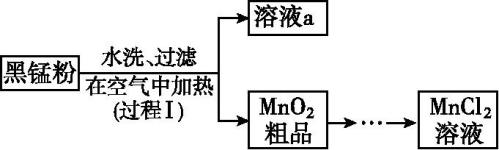 溶液a
黑锰粉
水洗、过滤
在空气中加热
(过程Ⅰ)
MnO₂
粗品
…
MnCl₂
溶液